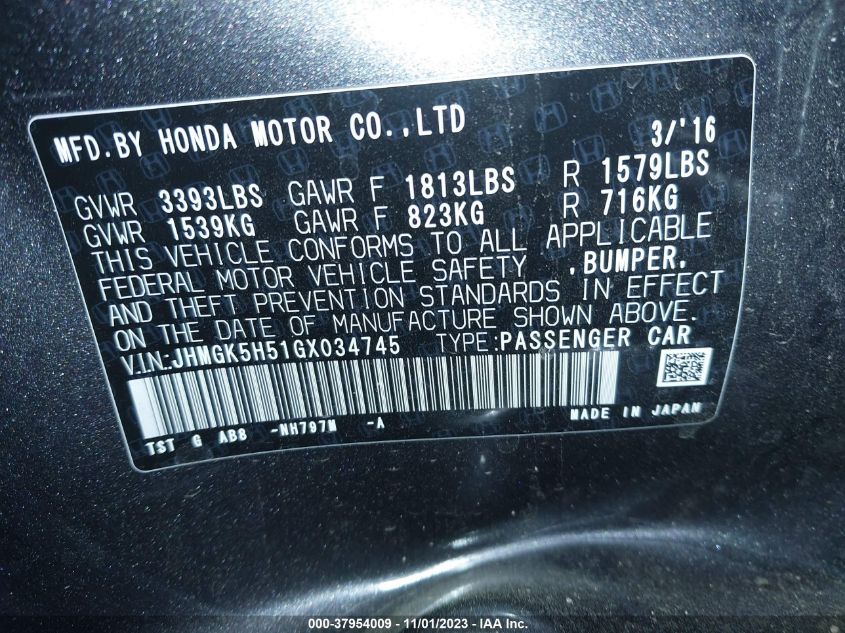 MFD.BY HONDA MOTOR CO.,LTD 3/'16
GVWR 3393LBS GAWR F 1813LBS R 1579LBS
GVWR 1539KG GAWR F 823KG R 716KG
THIS VEHICLE CONFORMS TO ALL APPLICABLE
FEDERAL MOTOR VEHICLE SAFETY ,BUMPER,
AND THEFT PREVENTION STANDARDS IN EFFECT
ON THE DATE OF MANUFACTURE SHOWN ABOVE.
V.I.N:JHMGK5H51GX034745 TYPE:PASSENGER CAR
TST G AB8 -NH797M -A MADE IN JAPAN
000-37954009 - 11/01/2023 - IAA Inc.